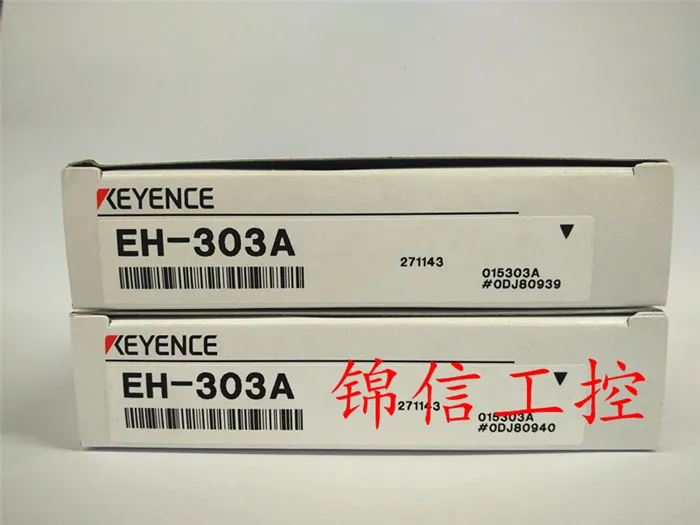 KEYENCE
EH-303A
271143
015303A
#0DJ80939
KEYENCE
EH-303A
锦信工控
271143
015303A
#0DJ80940